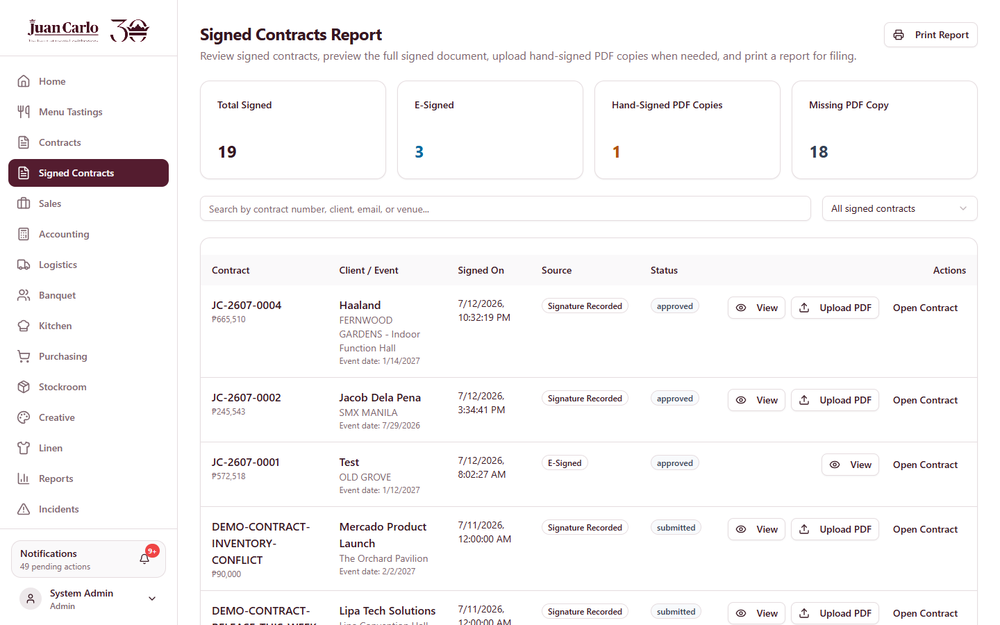 Juan Carlo 30
Home
Menu Tastings
Contracts
Signed Contracts
Sales
Accounting
Logistics
Banquet
Kitchen
Purchasing
Stockroom
Creative
Linen
Reports
Incidents
Notifications
49 pending actions
9+
System Admin
Admin
Signed Contracts Report
Review signed contracts, preview the full signed document, upload hand-signed PDF copies when needed, and print a report for filing.
Print Report
Total Signed
19
E-Signed
3
Hand-Signed PDF Copies
1
Missing PDF Copy
18
Search by contract number, client, email, or venue...
All signed contracts
Contract Client / Event Signed On Source Status Actions
JC-2607-0004
₱665,510
Haaland
FERNWOOD
GARDENS - Indoor
Function Hall
Event date: 1/14/2027
7/12/2026,
10:32:19 PM
Signature Recorded
approved
View
Upload PDF
Open Contract
JC-2607-0002
₱245,543
Jacob Dela Pena
SMX MANILA
Event date: 7/29/2026
7/12/2026,
3:34:41 PM
Signature Recorded
approved
View
Upload PDF
Open Contract
JC-2607-0001
₱572,518
Test
OLD GROVE
Event date: 1/12/2027
7/12/2026,
8:02:27 AM
E-Signed
approved
View
Open Contract
DEMO-CONTRACT-
INVENTORY-
CONFLICT
₱90,000
Mercado Product
Launch
The Orchard Pavilion
Event date: 2/2/2027
7/11/2026,
12:00:00 AM
Signature Recorded
submitted
View
Upload PDF
Open Contract
DEMO-CONTRACT-
RELEASE-THIS-WEEK
Lipa Tech Solutions
Lipa Convention Hall
7/11/2026,
12:00:00 AM
Signature Recorded
submitted
View
Upload PDF
Open Contract